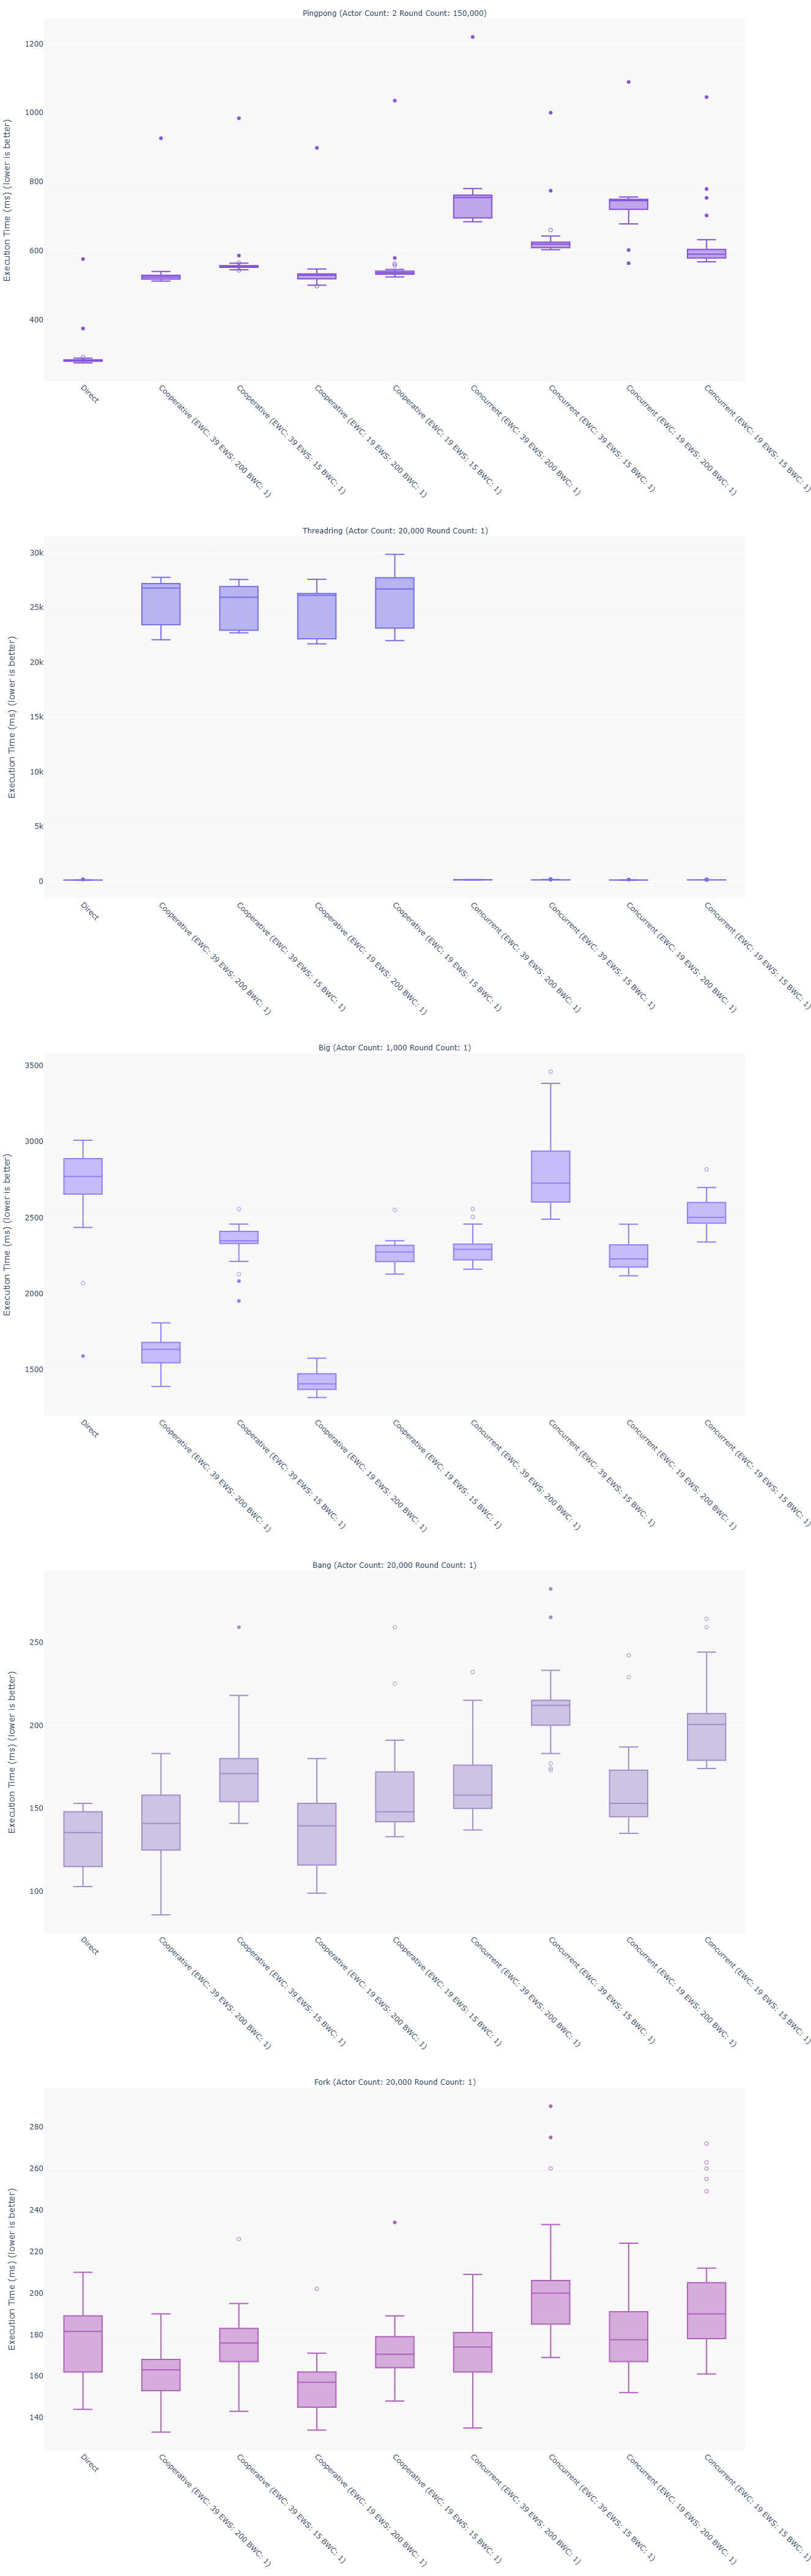 Pingpong (Actor Count: 2 Round Count: 150,000)
Execution Time (ms) (lower is better)
1200
1000
800
600
400
Direct
Cooperative (EWC: 39 EWS: 200 BWC: 1)
Cooperative (EWC: 39 EWS: 15 BWC: 1)
Cooperative (EWC: 19 EWS: 200 BWC: 1)
Cooperative (EWC: 19 EWS: 15 BWC: 1)
Concurrent (EWC: 39 EWS: 200 BWC: 1)
Concurrent (EWC: 39 EWS: 15 BWC: 1)
Concurrent (EWC: 19 EWS: 200 BWC: 1)
Concurrent (EWC: 19 EWS: 15 BWC: 1)
Threadring (Actor Count: 20,000 Round Count: 1)
Execution Time (ms) (lower is better)
30k
25k
20k
15k
10k
5k
0
Direct
Cooperative (EWC: 39 EWS: 200 BWC: 1)
Cooperative (EWC: 39 EWS: 15 BWC: 1)
Cooperative (EWC: 19 EWS: 200 BWC: 1)
Cooperative (EWC: 19 EWS: 15 BWC: 1)
Concurrent (EWC: 39 EWS: 200 BWC: 1)
Concurrent (EWC: 39 EWS: 15 BWC: 1)
Concurrent (EWC: 19 EWS: 200 BWC: 1)
Concurrent (EWC: 19 EWS: 15 BWC: 1)
Big (Actor Count: 1,000 Round Count: 1)
Execution Time (ms) (lower is better)
3500
3000
2500
2000
1500
Direct
Cooperative (EWC: 39 EWS: 200 BWC: 1)
Cooperative (EWC: 39 EWS: 15 BWC: 1)
Cooperative (EWC: 19 EWS: 200 BWC: 1)
Cooperative (EWC: 19 EWS: 15 BWC: 1)
Concurrent (EWC: 39 EWS: 200 BWC: 1)
Concurrent (EWC: 39 EWS: 15 BWC: 1)
Concurrent (EWC: 19 EWS: 200 BWC: 1)
Concurrent (EWC: 19 EWS: 15 BWC: 1)
Bang (Actor Count: 20,000 Round Count: 1)
Execution Time (ms) (lower is better)
250
200
150
100
Direct
Cooperative (EWC: 39 EWS: 200 BWC: 1)
Cooperative (EWC: 39 EWS: 15 BWC: 1)
Cooperative (EWC: 19 EWS: 200 BWC: 1)
Cooperative (EWC: 19 EWS: 15 BWC: 1)
Concurrent (EWC: 39 EWS: 200 BWC: 1)
Concurrent (EWC: 39 EWS: 15 BWC: 1)
Concurrent (EWC: 19 EWS: 200 BWC: 1)
Concurrent (EWC: 19 EWS: 15 BWC: 1)
Fork (Actor Count: 20,000 Round Count: 1)
Execution Time (ms) (lower is better)
280
260
240
220
200
180
160
140
Direct
Cooperative (EWC: 39 EWS: 200 BWC: 1)
Cooperative (EWC: 39 EWS: 15 BWC: 1)
Cooperative (EWC: 19 EWS: 200 BWC: 1)
Cooperative (EWC: 19 EWS: 15 BWC: 1)
Concurrent (EWC: 39 EWS: 200 BWC: 1)
Concurrent (EWC: 39 EWS: 15 BWC: 1)
Concurrent (EWC: 19 EWS: 200 BWC: 1)
Concurrent (EWC: 19 EWS: 15 BWC: 1)